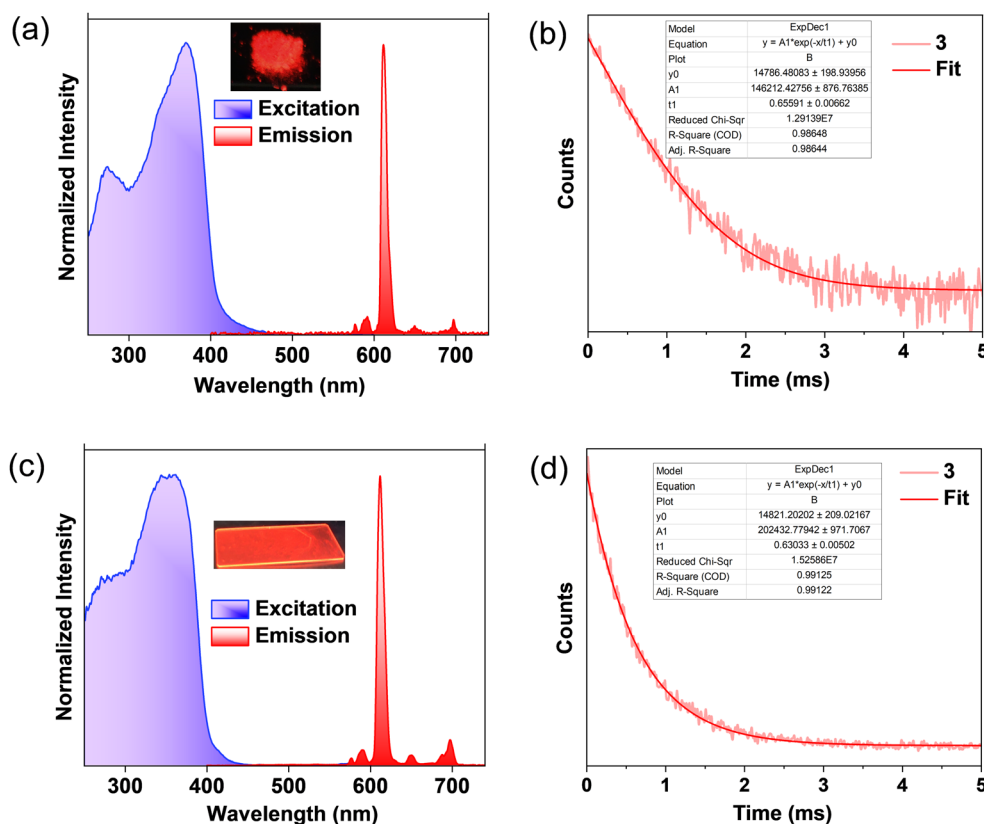 (a)
Normalized Intensity
Excitation
Emission
300 400 500 600 700
Wavelength (nm)
(b)
Counts
Model ExpDec1
Equation y = A1*exp(-x/t1) + y0
Plot B
y0 14786.48083 ± 198.93956
A1 146212.42756 ± 876.76385
t1 0.65591 ± 0.00662
Reduced Chi-Sqr 1.29139E7
R-Square (COD) 0.98648
Adj. R-Square 0.98644
3
Fit
0 1 2 3 4 5
Time (ms)
(c)
Normalized Intensity
Excitation
Emission
300 400 500 600 700
Wavelength (nm)
(d)
Counts
Model ExpDec1
Equation y = A1*exp(-x/t1) + y0
Plot B
y0 14821.20202 ± 209.02167
A1 202432.77942 ± 971.7067
t1 0.63033 ± 0.00502
Reduced Chi-Sqr 1.52586E7
R-Square (COD) 0.99125
Adj. R-Square 0.99122
3
Fit
0 1 2 3 4 5
Time (ms)